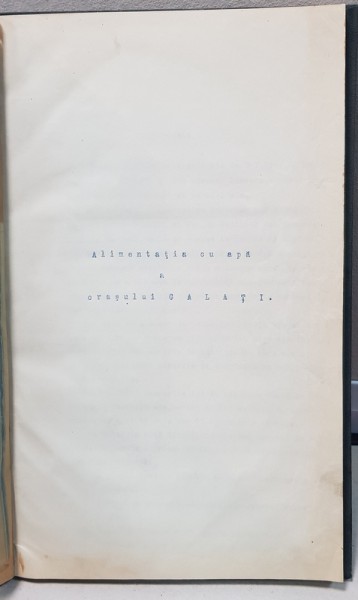 Alimentaţia cu apă
a
oraşului G A L A Ţ I.